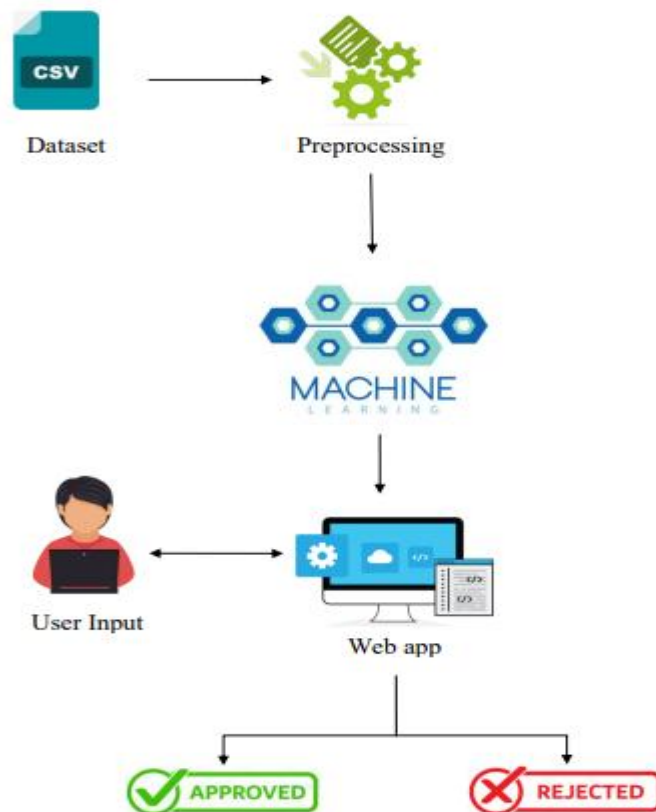 CSV
Dataset
Preprocessing
MACHINE
LEARNING
</>
</>
User Input
Web app
APPROVED
REJECTED